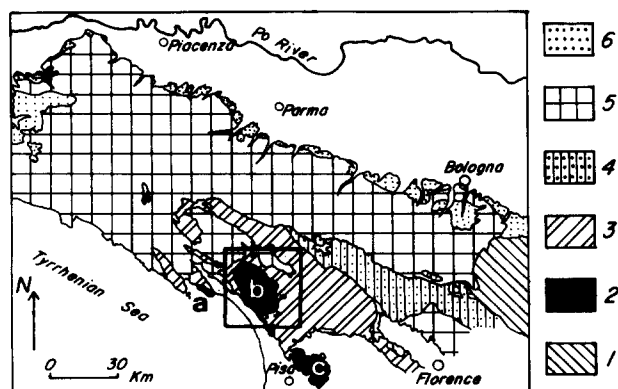 Piacenza
Po River
Parma
Bologna
Tyrrhenian Sea
a
b
c
N
0 30
Km
Pisa
Florence
6
5
4
3
2
1